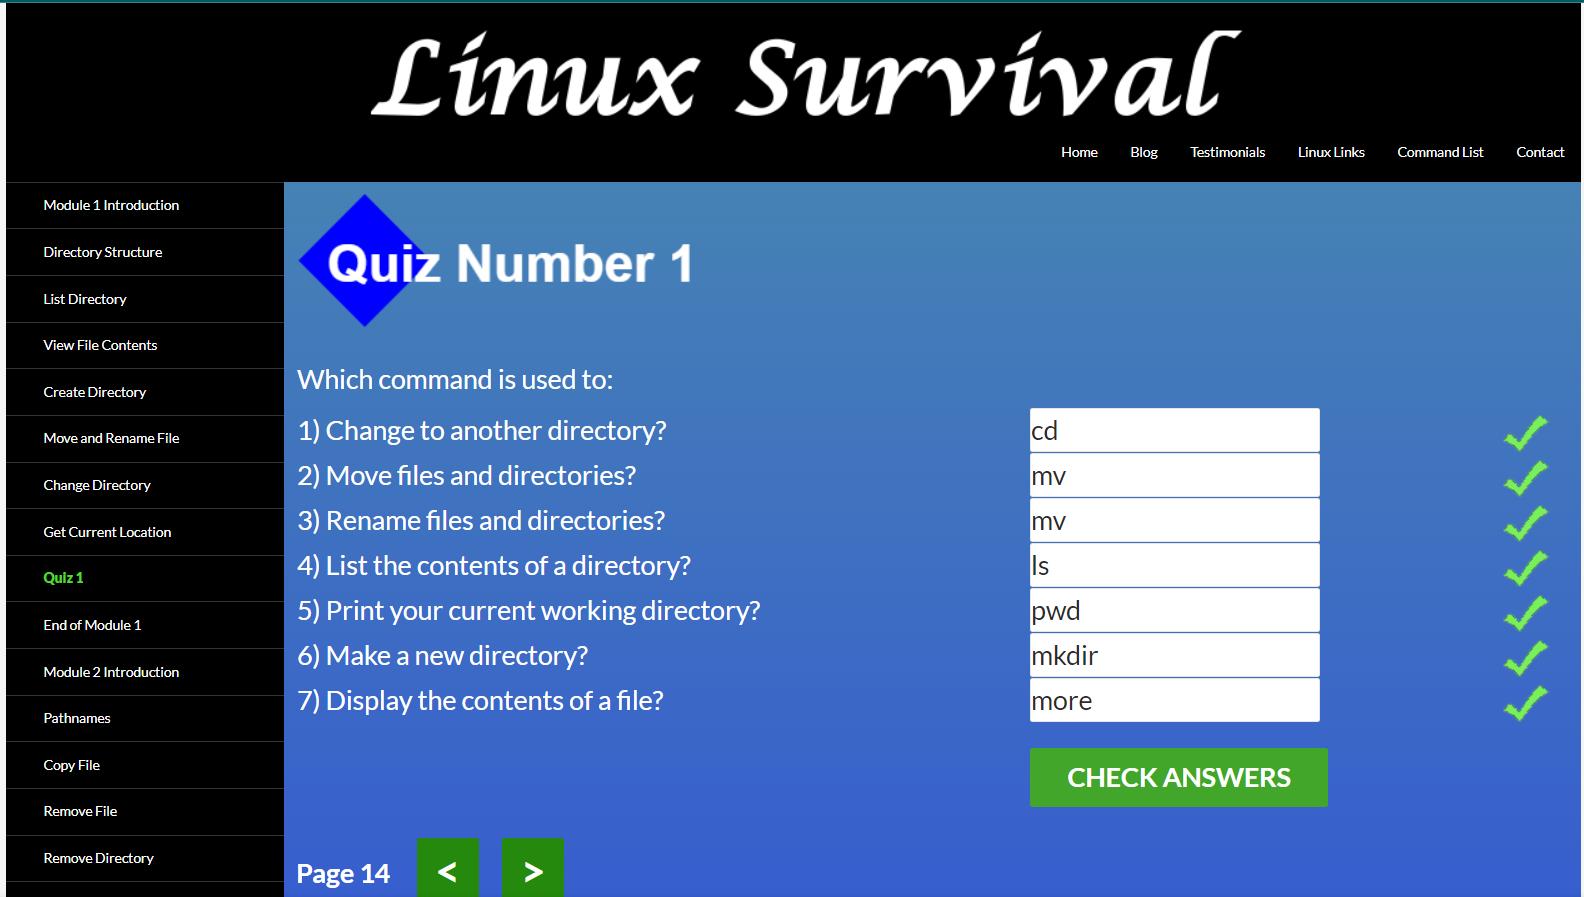 Linux Survival
Home Blog Testimonials Linux Links Command List Contact
Module 1 Introduction
Directory Structure
List Directory
View File Contents
Create Directory
Move and Rename File
Change Directory
Get Current Location
Quiz 1
End of Module 1
Module 2 Introduction
Pathnames
Copy File
Remove File
Remove Directory
Quiz Number 1
Which command is used to:
1) Change to another directory? cd
2) Move files and directories? mv
3) Rename files and directories? mv
4) List the contents of a directory? ls
5) Print your current working directory? pwd
6) Make a new directory? mkdir
7) Display the contents of a file? more
CHECK ANSWERS
Page 14 < >